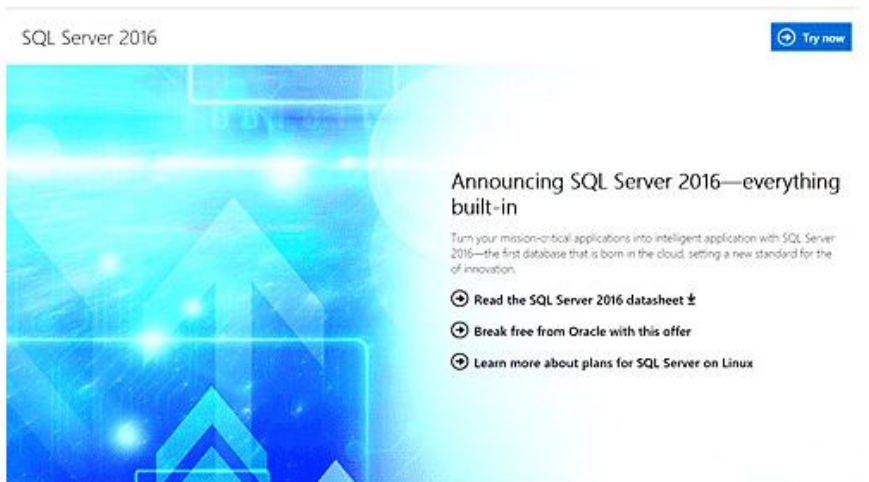 SQL Server 2016
Try now
Announcing SQL Server 2016—everything
built-in
Turn your mission-critical applications into intelligent application with SQL Server
2016—the first database that is born in the cloud, setting a new standard for the
of innovation.
Read the SQL Server 2016 datasheet
Break free from Oracle with this offer
Learn more about plans for SQL Server on Linux